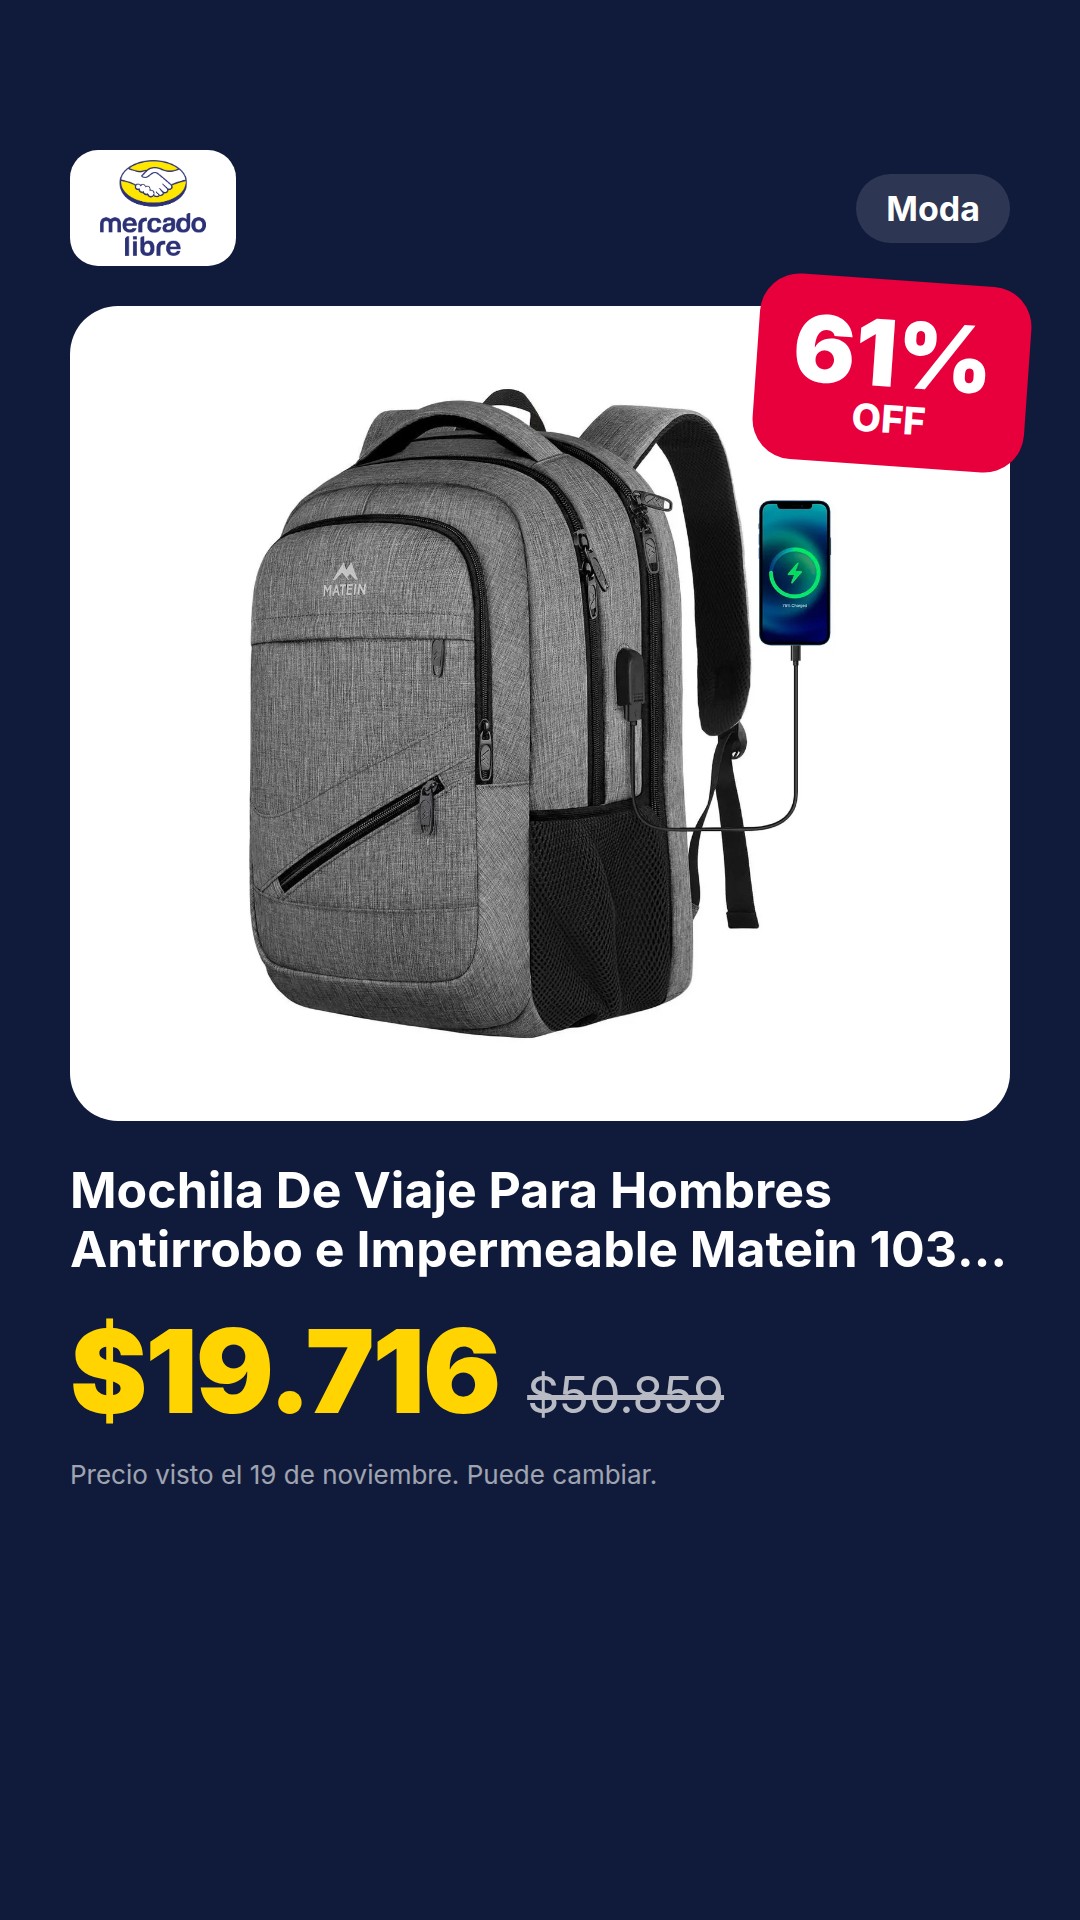 mercado
libre
Moda
61%
OFF
MATEIN
Mochila De Viaje Para Hombres
Antirrobo e Impermeable Matein 103...
$19.716 $50.859
Precio visto el 19 de noviembre. Puede cambiar.